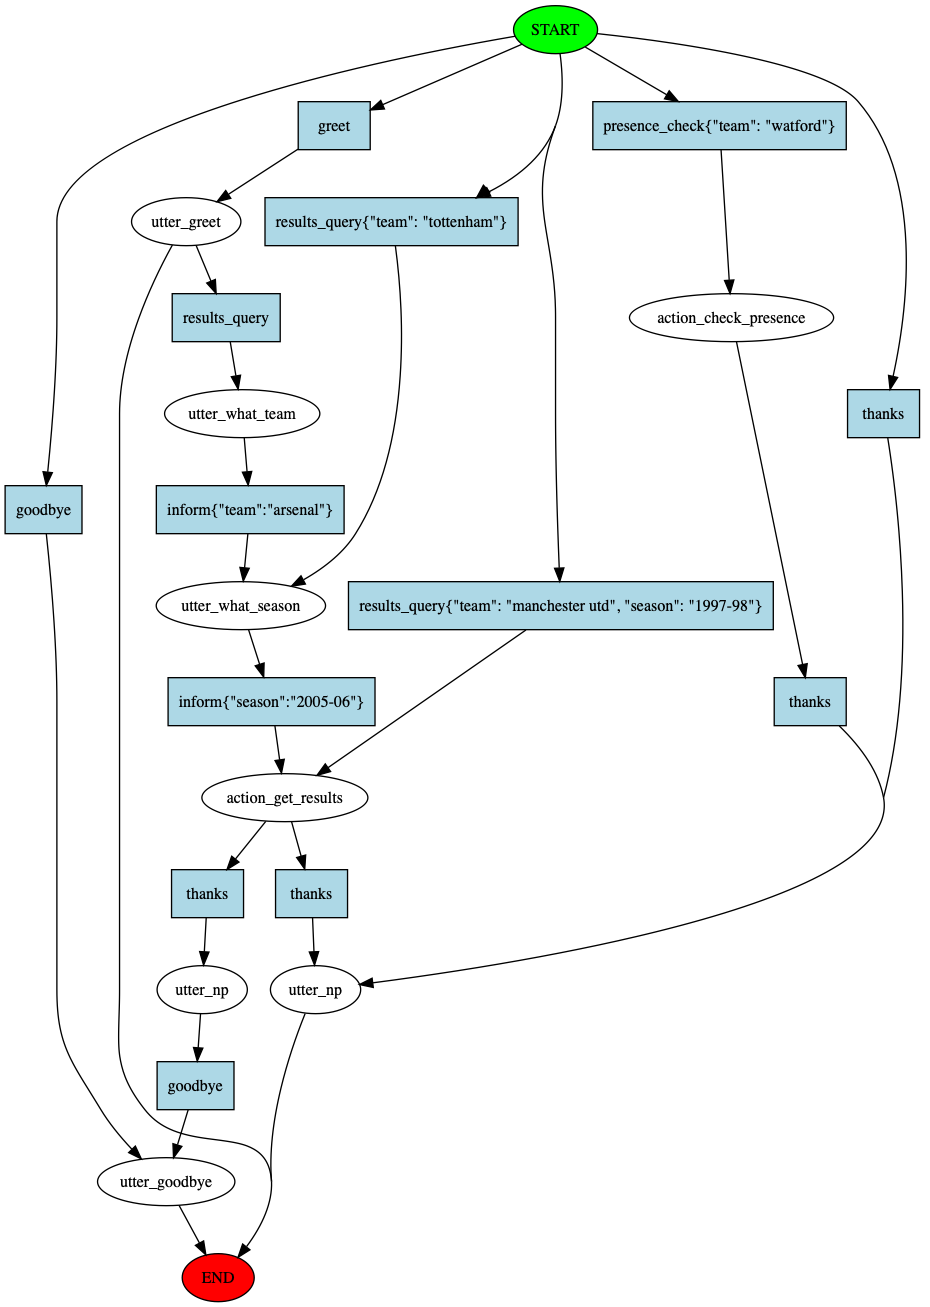 START
greet
presence_check{"team": "watford"}
utter_greet
results_query{"team": "tottenham"}
results_query
action_check_presence
utter_what_team
thanks
goodbye
inform{"team":"arsenal"}
utter_what_season
results_query{"team": "manchester utd", "season": "1997-98"}
inform{"season":"2005-06"}
thanks
action_get_results
thanks
thanks
utter_np
utter_np
goodbye
utter_goodbye
END